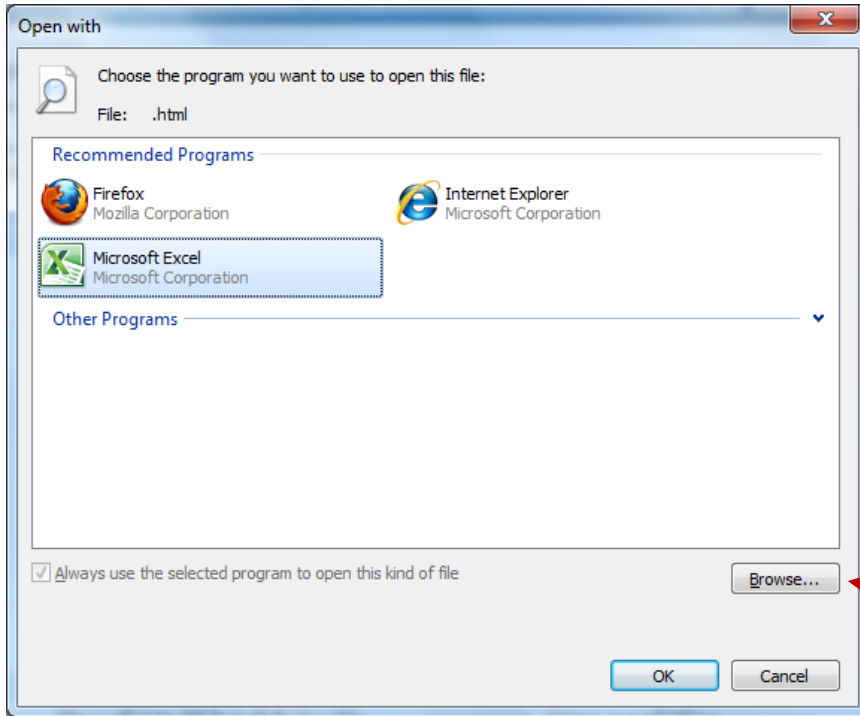 Open with
Choose the program you want to use to open this file:
File: .html
Recommended Programs
Firefox
Mozilla Corporation
Internet Explorer
Microsoft Corporation
Microsoft Excel
Microsoft Corporation
Other Programs
Always use the selected program to open this kind of file
Browse...
OK
Cancel